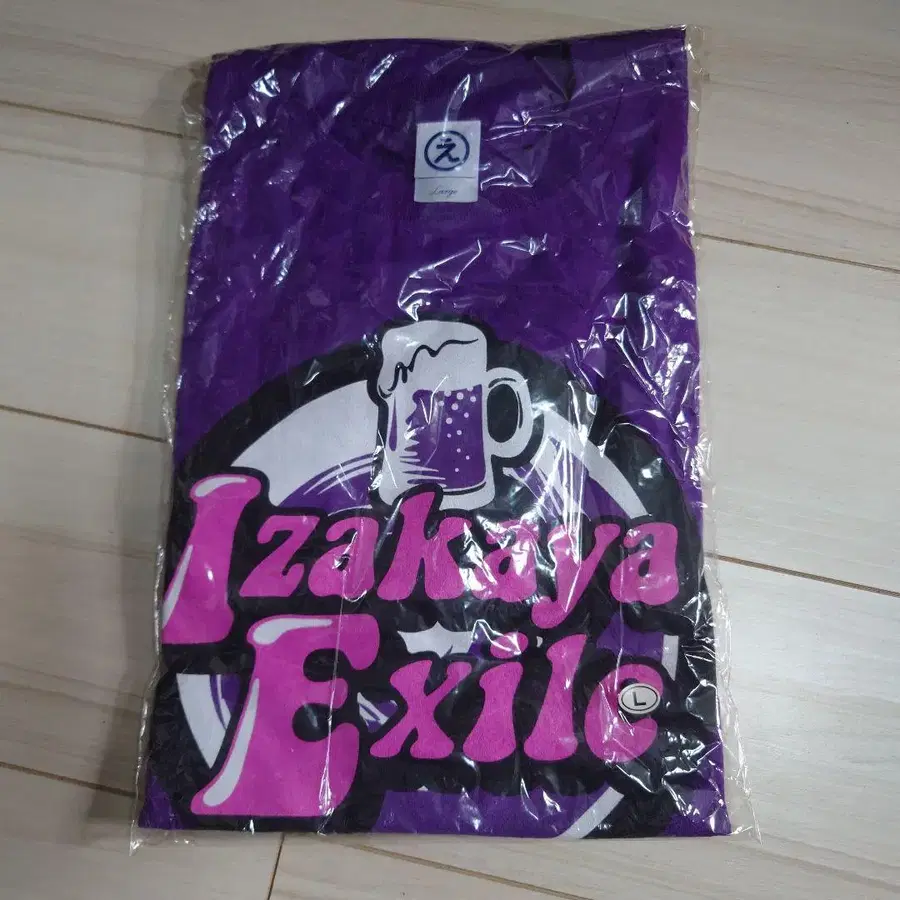 え
Large
Izakaya
Exile
L